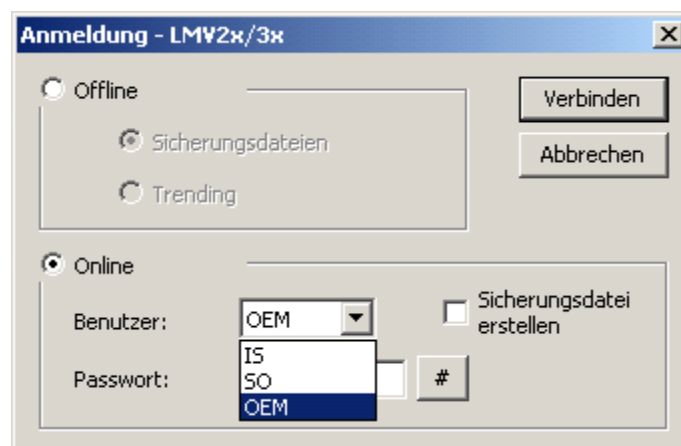 Anmeldung - LMV2x/3x
Offline
Verbinden
Sicherungsdateien
Abbrechen
Trending
Online
Benutzer:
OEM
Sicherungsdatei
erstellen
IS
Passwort:
SO
#
OEM